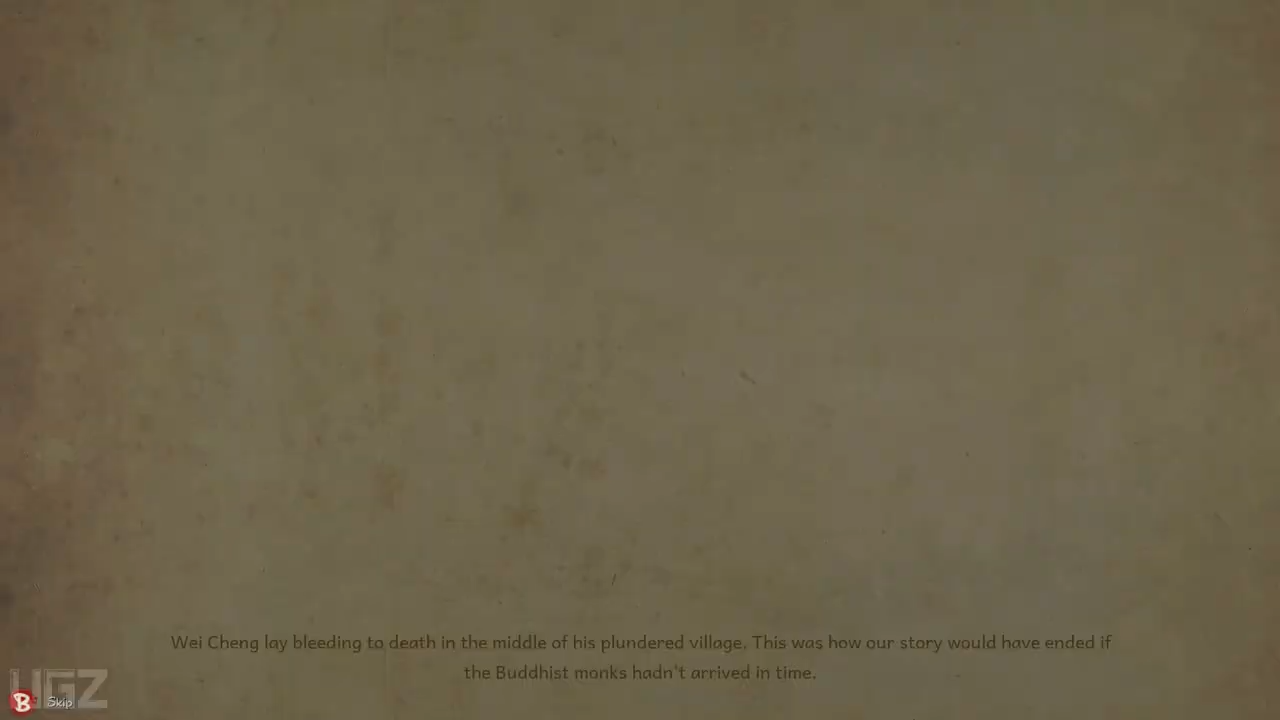 Wei Cheng lay bleeding to death in the middle of his plundered village. This was how our story would have ended if
the Buddhist monks hadn't arrived in time.
UGZ
B Skip